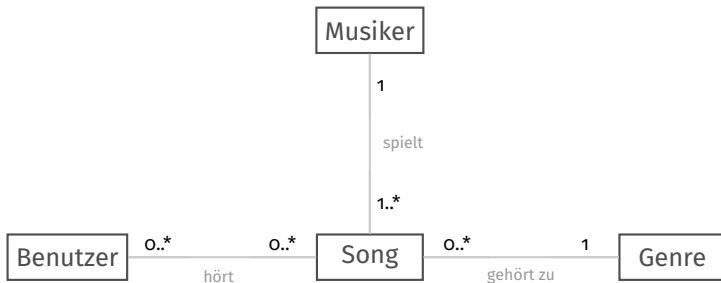 Musiker
1
spielt
1..*
Benutzer
0..*
hört
0..*
Song
0..*
gehört zu
1
Genre